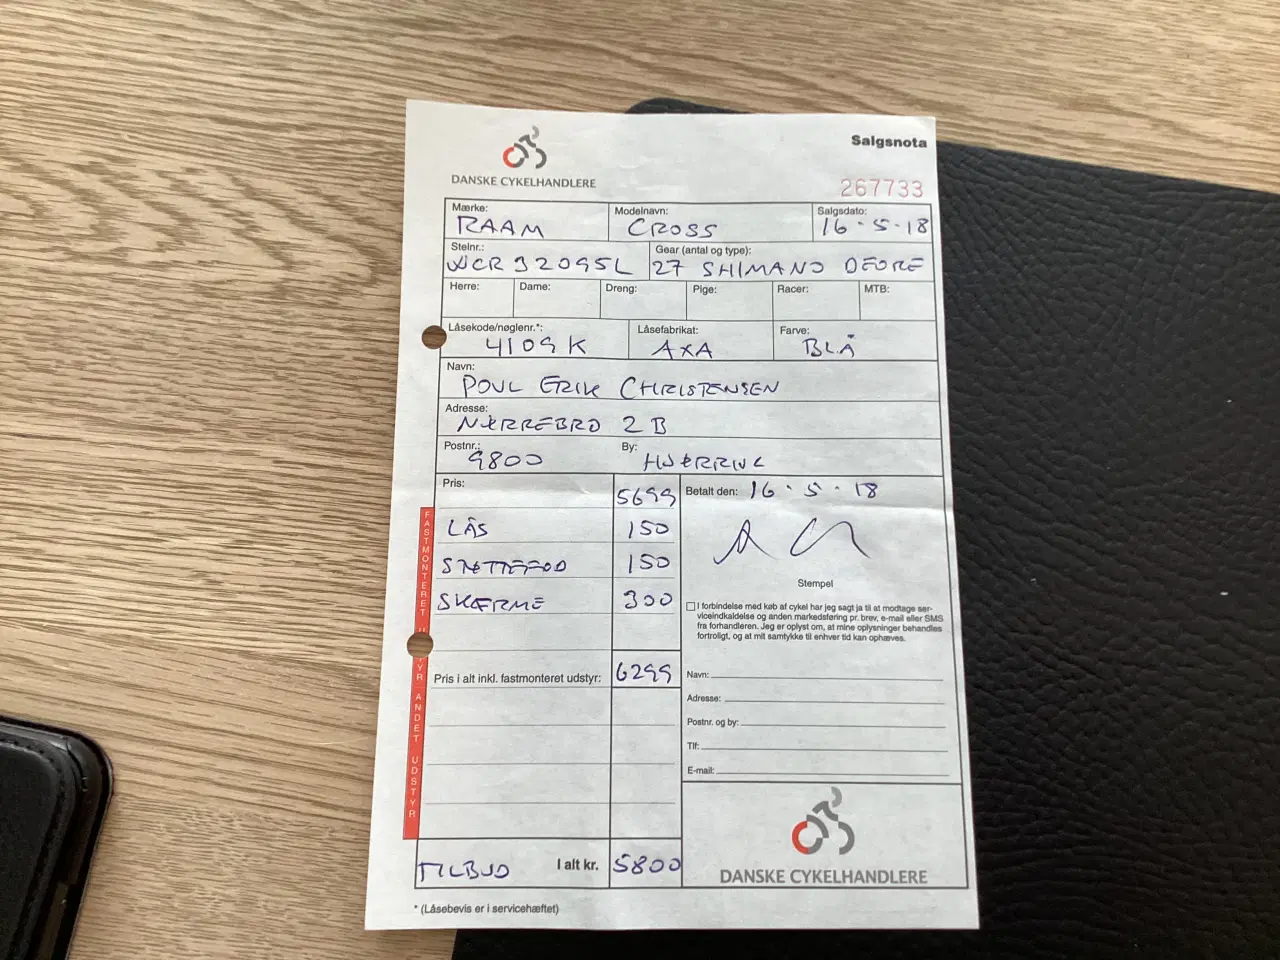 Salgsnota
DANSKE CYKELHANDLERE
267733
Mærke: RAAM Modelnavn: CROSS Salgsdato: 16-5-18
Stelnr.: WCR32095L Gear (antal og type): 27 SHIMANO DEORE
Herre: Dame: Dreng: Pige: Racer: MTB:
Låsekode/nøglenr.*: 4109K Låsefabrikat: AXA Farve: BLÅ
Navn: POUL ERIK CHRISTENSEN
Adresse: NØRREBRO 2B
Postnr.: 9800 By: HJØRRING
Pris: 5699
LÅS 150
STØTTEFOD 150
SKÆRME 300
Pris i alt inkl. fastmonteret udstyr: 6299
TILBUD I alt kr. 5800
* (Låsebevis er i servicehæftet)
FASTMONTERET UDSTYR ANDET UDSTYR
Betalt den: 16-5-18
Stempel
I forbindelse med køb af cykel har jeg sagt ja til at modtage ser-
viceindkaldelse og anden markedsføring pr. brev, e-mail eller SMS
fra forhandleren. Jeg er oplyst om, at mine oplysninger behandles
fortroligt, og at mit samtykke til enhver tid kan ophæves.
Navn:
Adresse:
Postnr. og by:
Tlf:
E-mail:
DANSKE CYKELHANDLERE